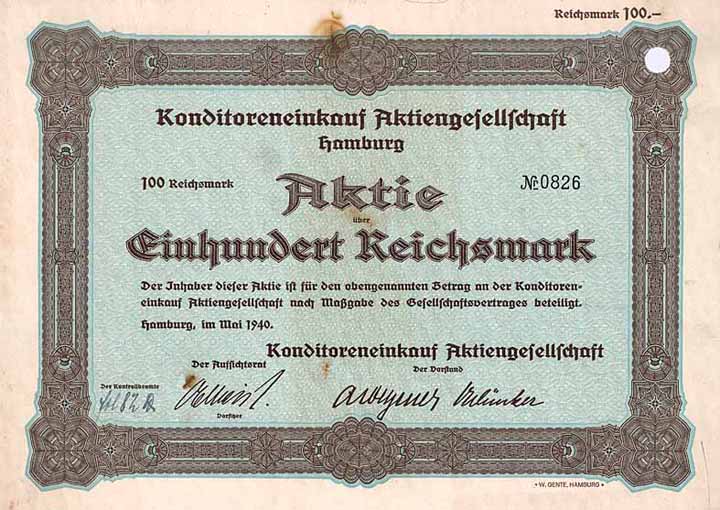 Reichsmark 100.-
Konditoreneinkauf Aktiengesellschaft
Hamburg
100 Reichsmark
Aktie
№ 0826
über
Einhundert Reichsmark
Der Inhaber dieser Aktie ist für den obengenannten Betrag an der Konditoren-
einkauf Aktiengesellschaft nach Maßgabe des Gesellschaftsvertrages beteiligt.
Hamburg, im Mai 1940.
Konditoreneinkauf Aktiengesellschaft
Der Aufsichtsrat
Der Vorstand
Der Kontrollbeamte
Vorsitzer
* W. GENTE, HAMBURG *